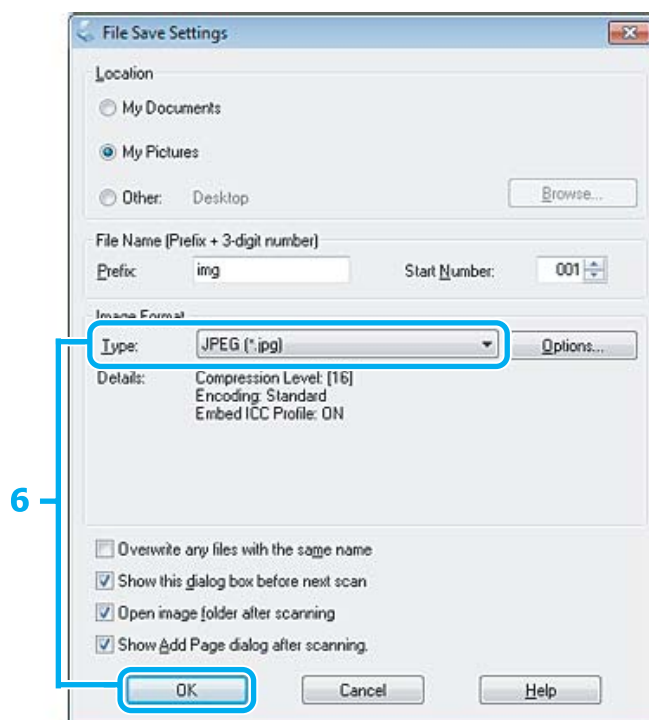 File Save Settings
Location
My Documents
My Pictures
Other: Desktop Browse...
File Name (Prefix + 3-digit number)
Prefix: img Start Number: 001
Image Format
Type: JPEG (*.jpg) Options...
Details: Compression Level: [16]
Encoding: Standard
Embed ICC Profile: ON
6
Overwrite any files with the same name
Show this dialog box before next scan
Open image folder after scanning
Show Add Page dialog after scanning.
OK Cancel Help